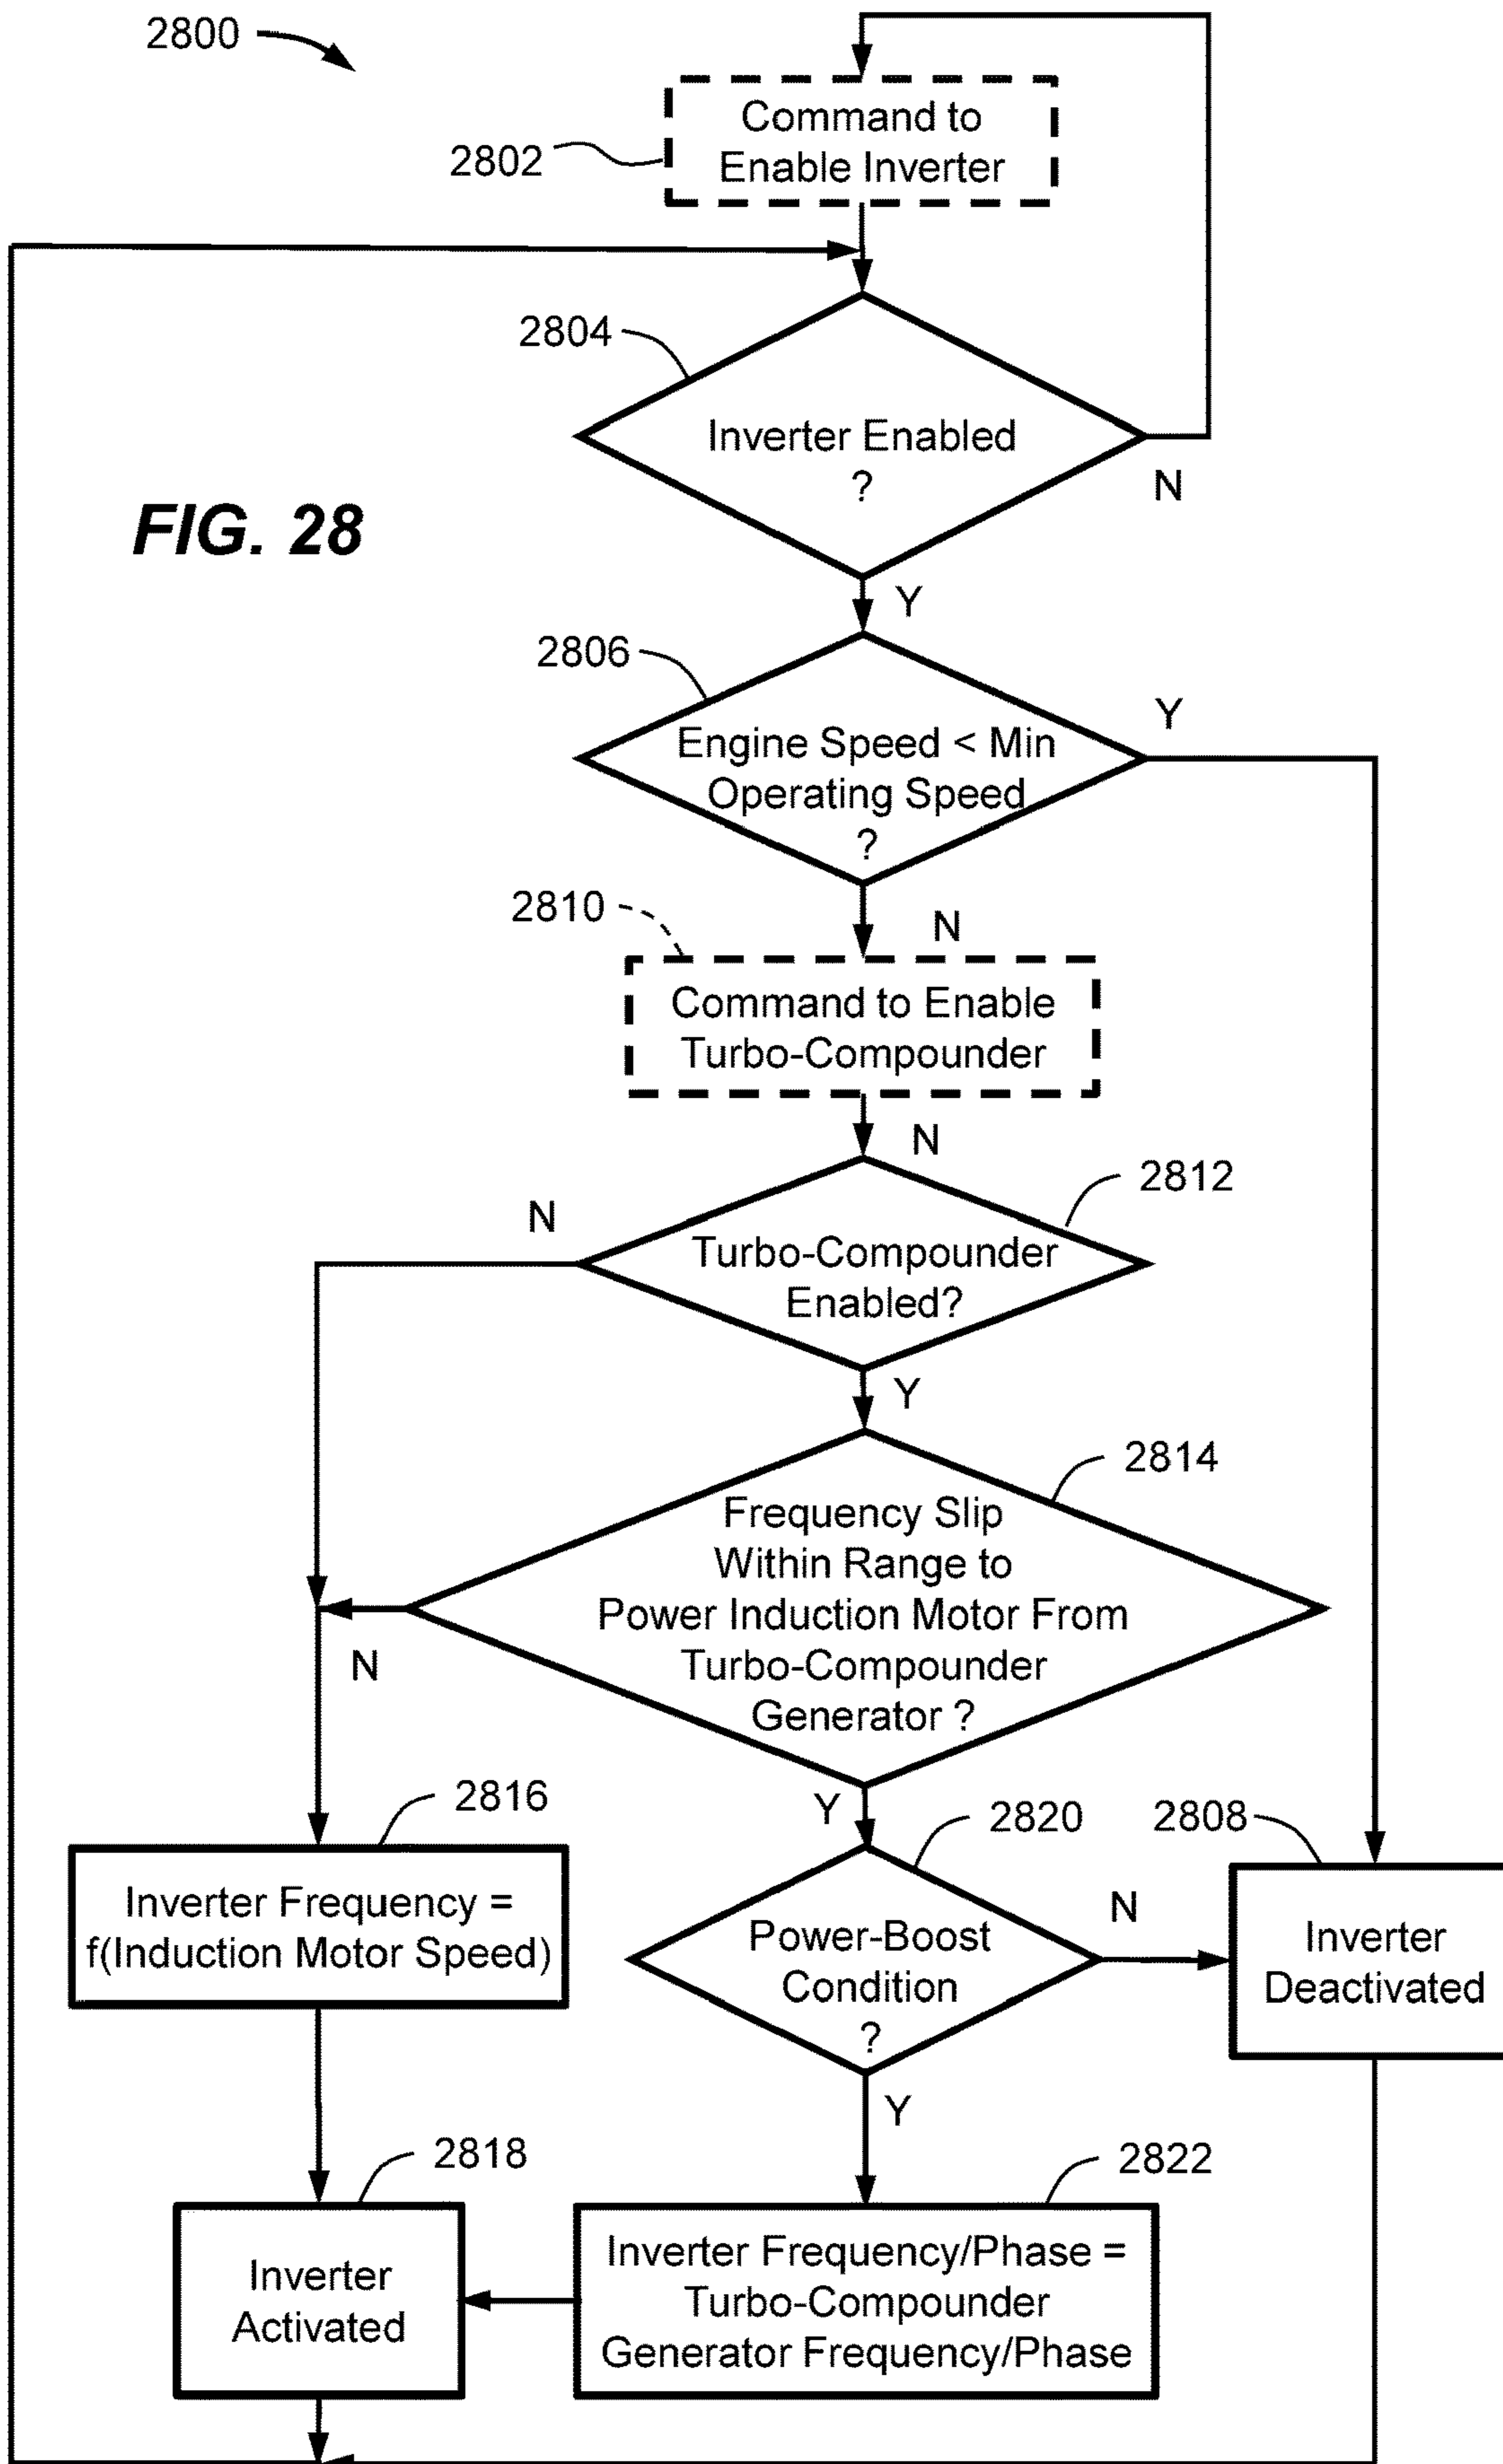 2800
Command to
Enable Inverter
2802
2804
Inverter Enabled
?
N
FIG. 28
Y
2806
Y
Engine Speed < Min
Operating Speed
?
2810
N
Command to Enable
Turbo-Compounder
N
2812
N
Turbo-Compounder
Enabled?
Y
2814
Frequency Slip
Within Range to
Power Induction Motor From
Turbo-Compounder
Generator ?
N
2816
Y
2820
2808
Inverter Frequency =
f(Induction Motor Speed)
Power-Boost
Condition
?
N
Inverter
Deactivated
Y
2818
2822
Inverter
Activated
Inverter Frequency/Phase =
Turbo-Compounder
Generator Frequency/Phase